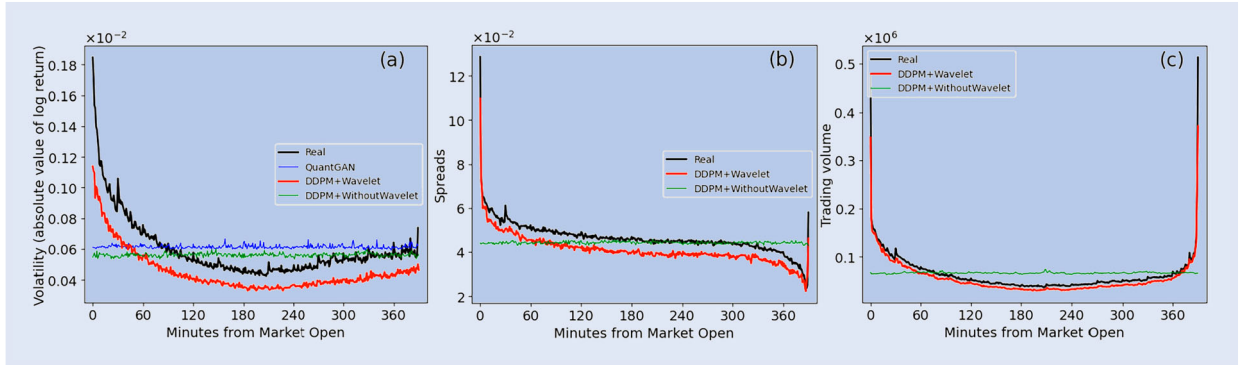 ×10⁻²
(a)
Volatility (absolute value of log return)
0.18
0.16
0.14
0.12
0.10
0.08
0.06
0.04
Real
QuantGAN
DDPM+Wavelet
DDPM+WithoutWavelet
0 60 120 180 240 300 360
Minutes from Market Open
×10⁻²
(b)
Spreads
12
10
8
6
4
2
Real
DDPM+Wavelet
DDPM+WithoutWavelet
0 60 120 180 240 300 360
Minutes from Market Open
×10⁶
(c)
Trading volume
0.5
0.4
0.3
0.2
0.1
0.0
Real
DDPM+Wavelet
DDPM+WithoutWavelet
0 60 120 180 240 300 360
Minutes from Market Open